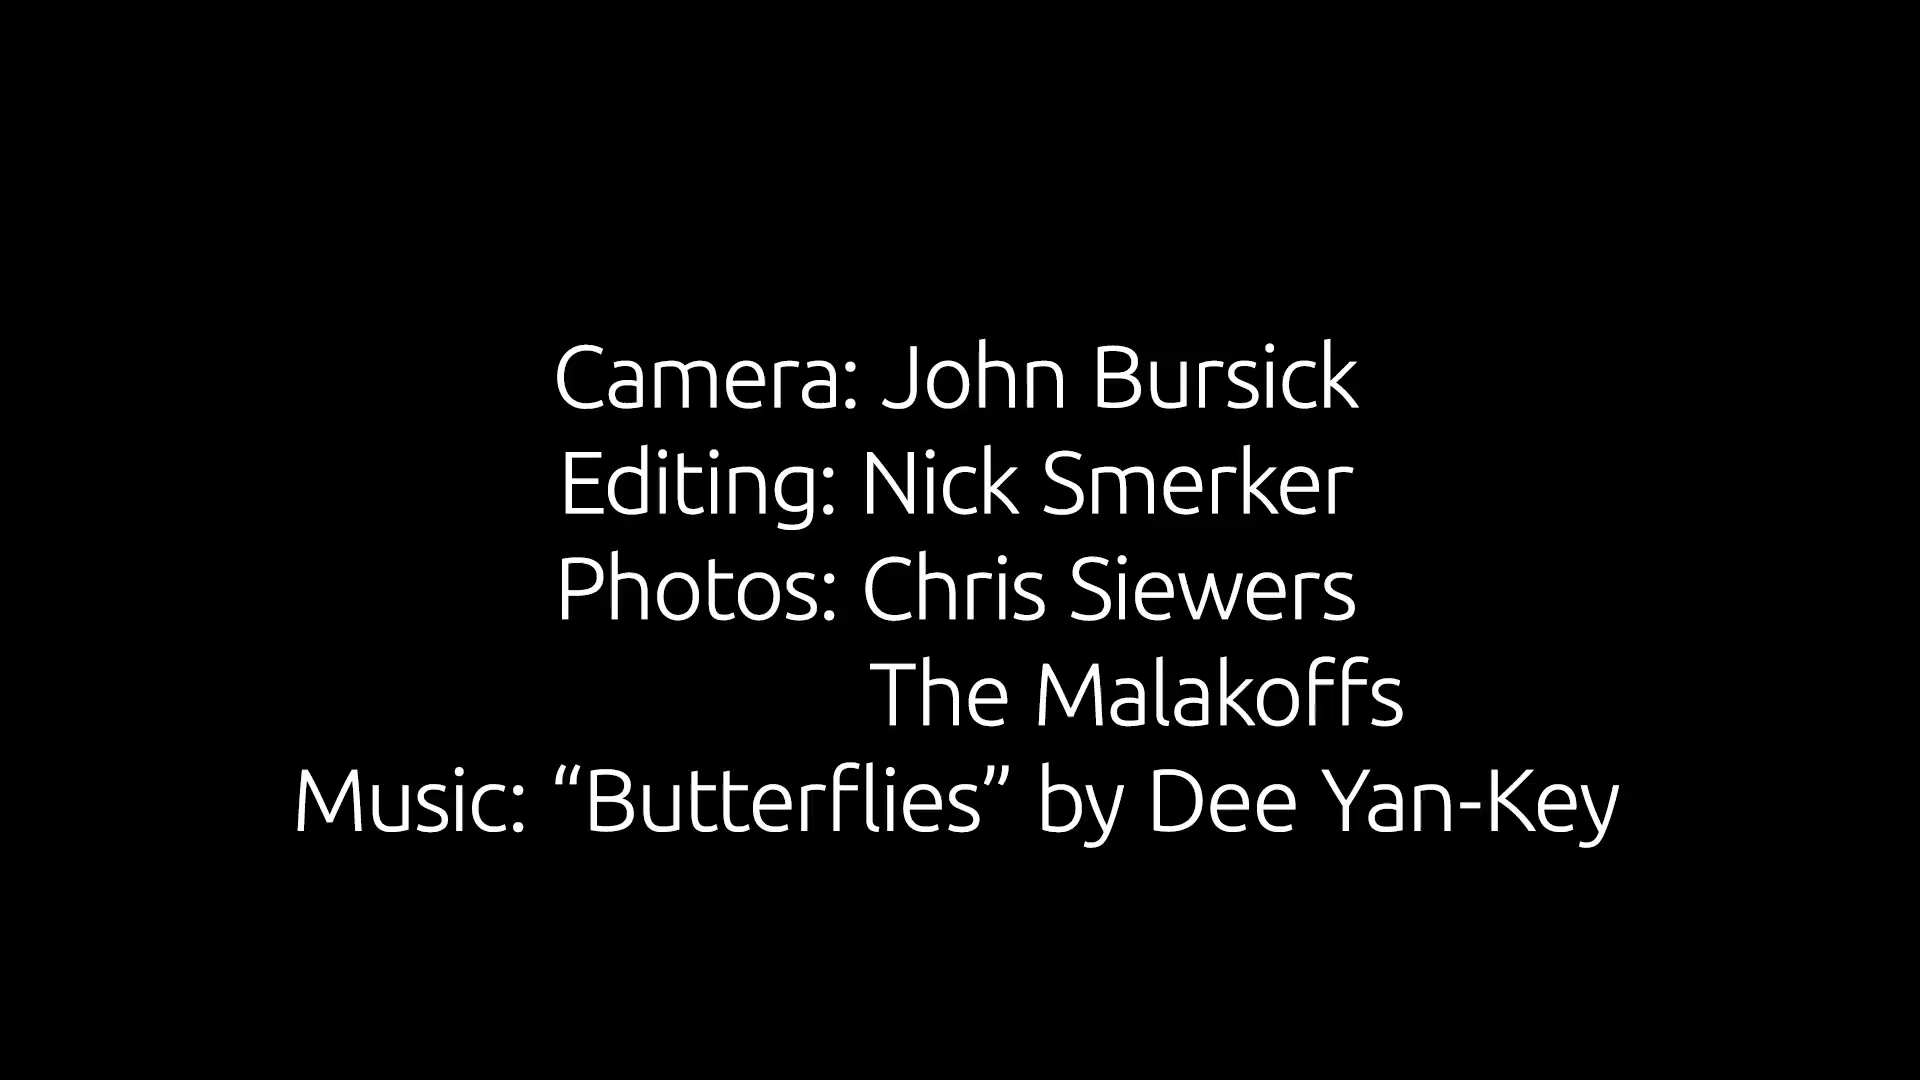 Camera: John Bursick
Editing: Nick Smerker
Photos: Chris Siewers
The Malakoffs
Music: “Butterflies” by Dee Yan-Key